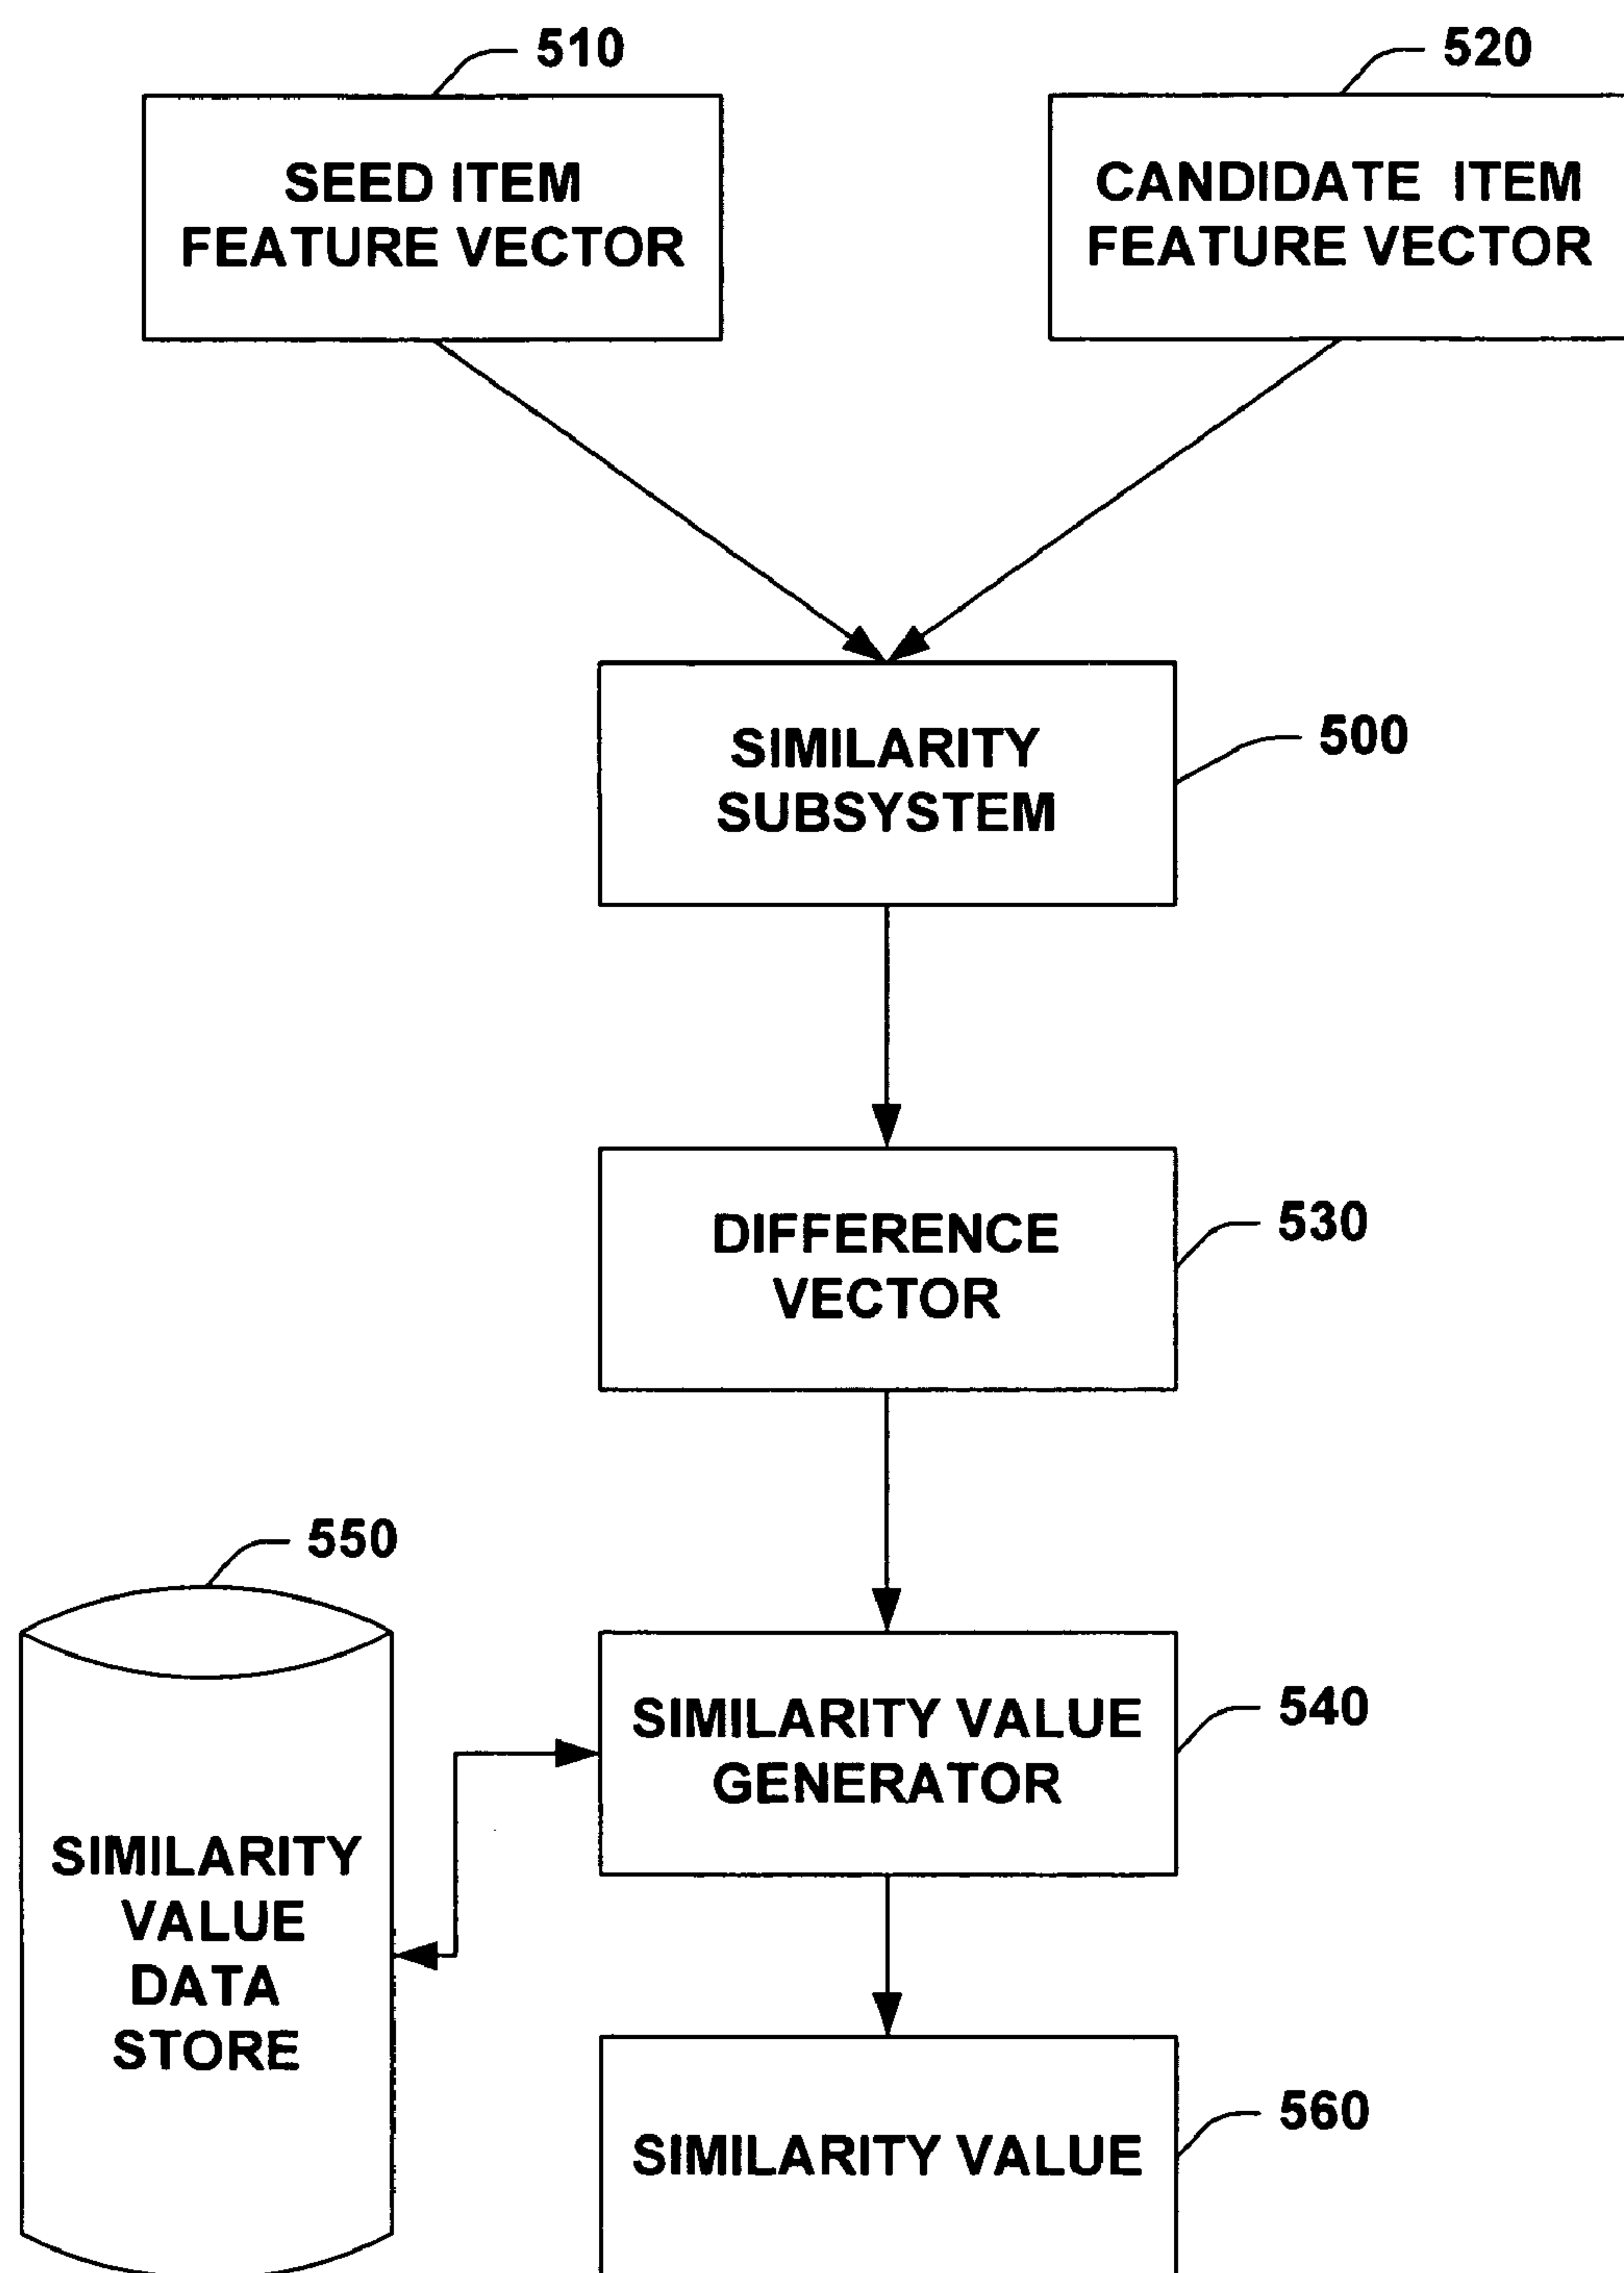 510
520
SEED ITEM
FEATURE VECTOR
CANDIDATE ITEM
FEATURE VECTOR
SIMILARITY
SUBSYSTEM
500
DIFFERENCE
VECTOR
530
550
SIMILARITY VALUE
GENERATOR
540
SIMILARITY
VALUE
DATA
STORE
SIMILARITY VALUE
560